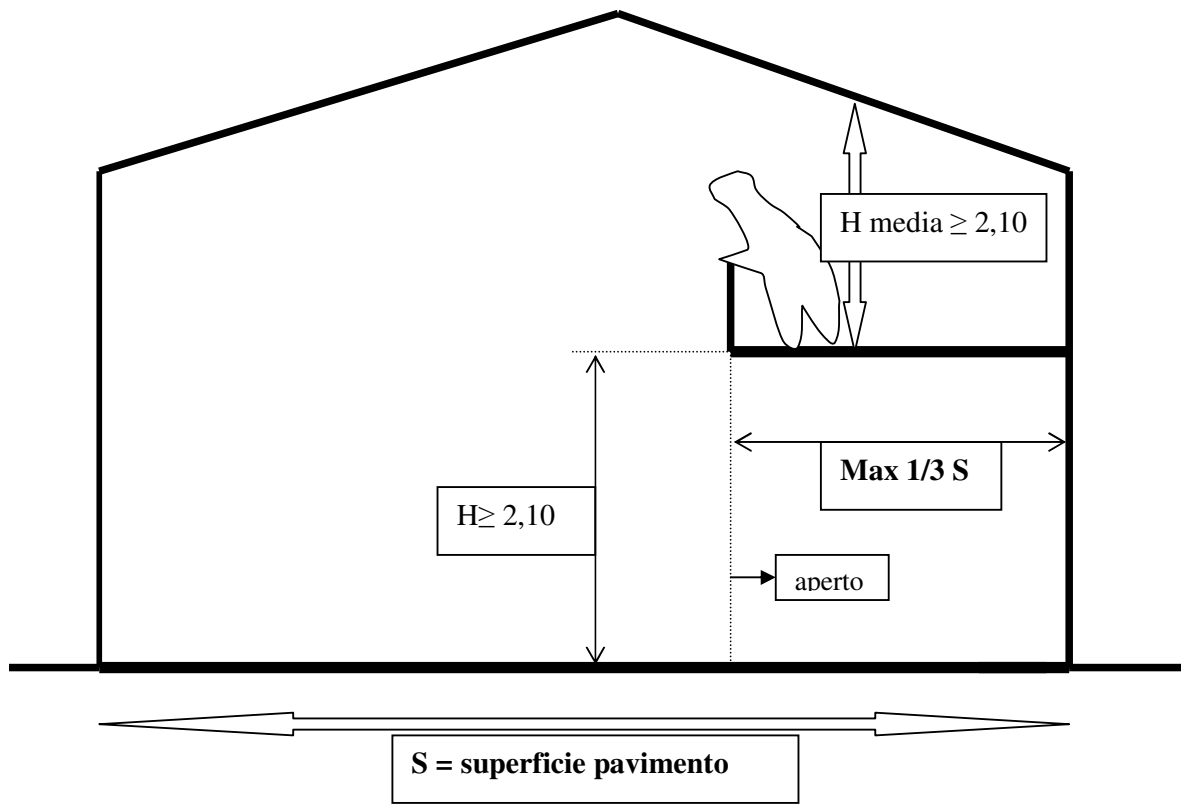 H media ≥ 2,10
Max 1/3 S
H≥ 2,10
aperto
S = superficie pavimento